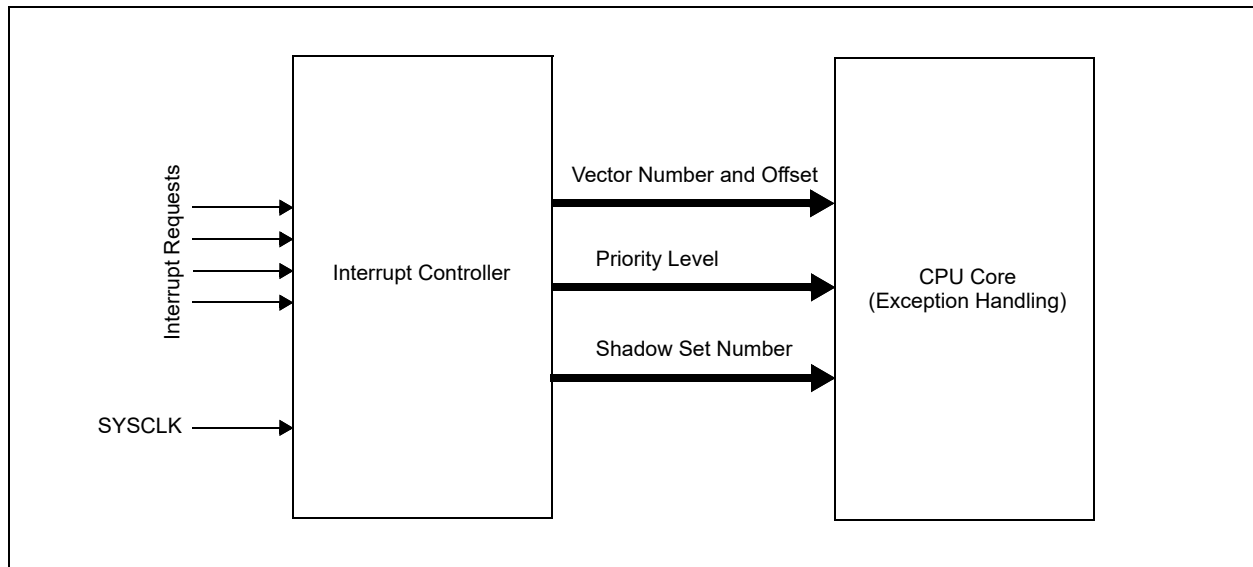 Interrupt Requests
SYSCLK
Interrupt Controller
Vector Number and Offset
Priority Level
Shadow Set Number
CPU Core
(Exception Handling)